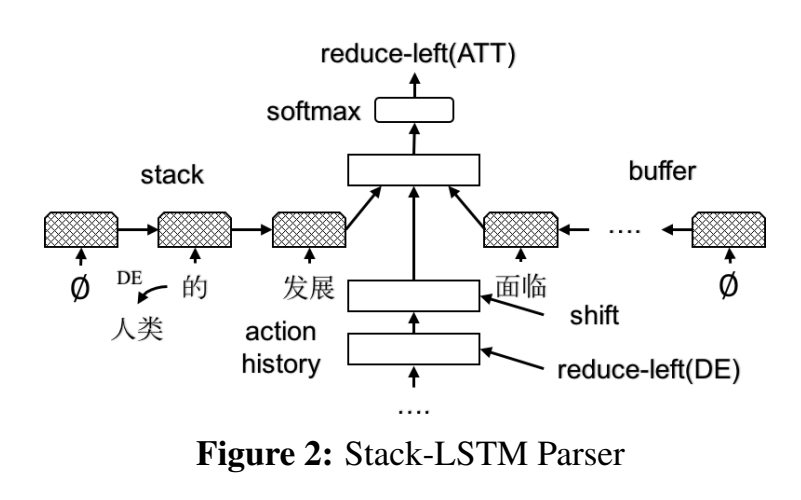 reduce-left(ATT)
softmax
stack
buffer
....
∅
DE
的
发展
面临
∅
人类
action
history
shift
reduce-left(DE)
....
Figure 2: Stack-LSTM Parser